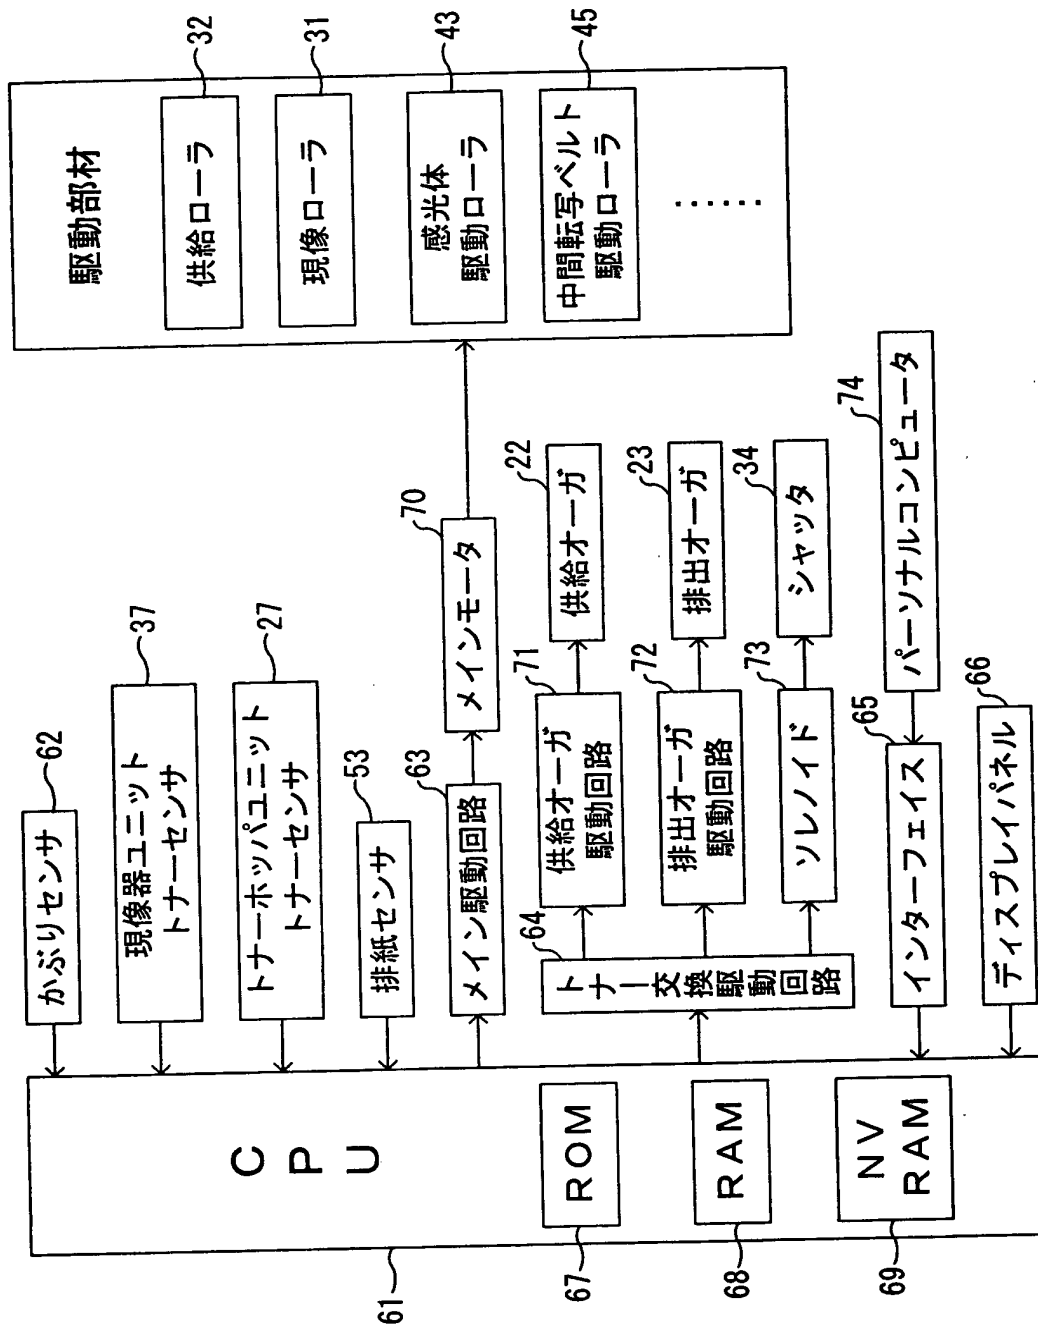 かぶりセンサ
62
現像器ユニット
トナーセンサ
37
トナーホッパユニット
トナーセンサ
27
排紙センサ
53
メイン駆動回路
63
メインモータ
70
駆動部材
供給ローラ
32
現像ローラ
31
感光体
駆動ローラ
43
中間転写ベルト
駆動ローラ
45
……
CPU
61
ROM
67
RAM
68
NV
RAM
69
トナー交換駆動回路
64
供給オーガ
駆動回路
71
供給オーガ
22
排出オーガ
駆動回路
72
排出オーガ
23
ソレノイド
73
シャッタ
34
インターフェイス
65
パーソナルコンピュータ
74
ディスプレイパネル
66